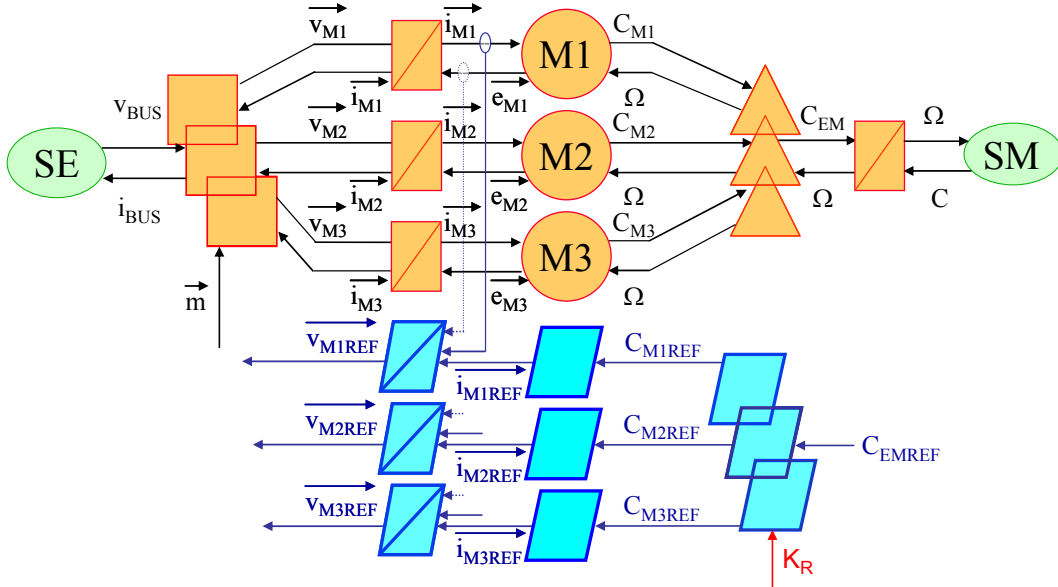 v_M1 i_M1 C_M1
M1
v_BUS i_M1 e_M1 Ω
v_M2 i_M2 C_M2 C_EM Ω
SE M2 SM
i_BUS i_M2 e_M2 Ω Ω C
v_M3 i_M3 C_M3
M3
m i_M3 e_M3 Ω
v_M1REF C_M1REF
i_M1REF
v_M2REF C_M2REF C_EMREF
i_M2REF
v_M3REF C_M3REF
i_M3REF K_R